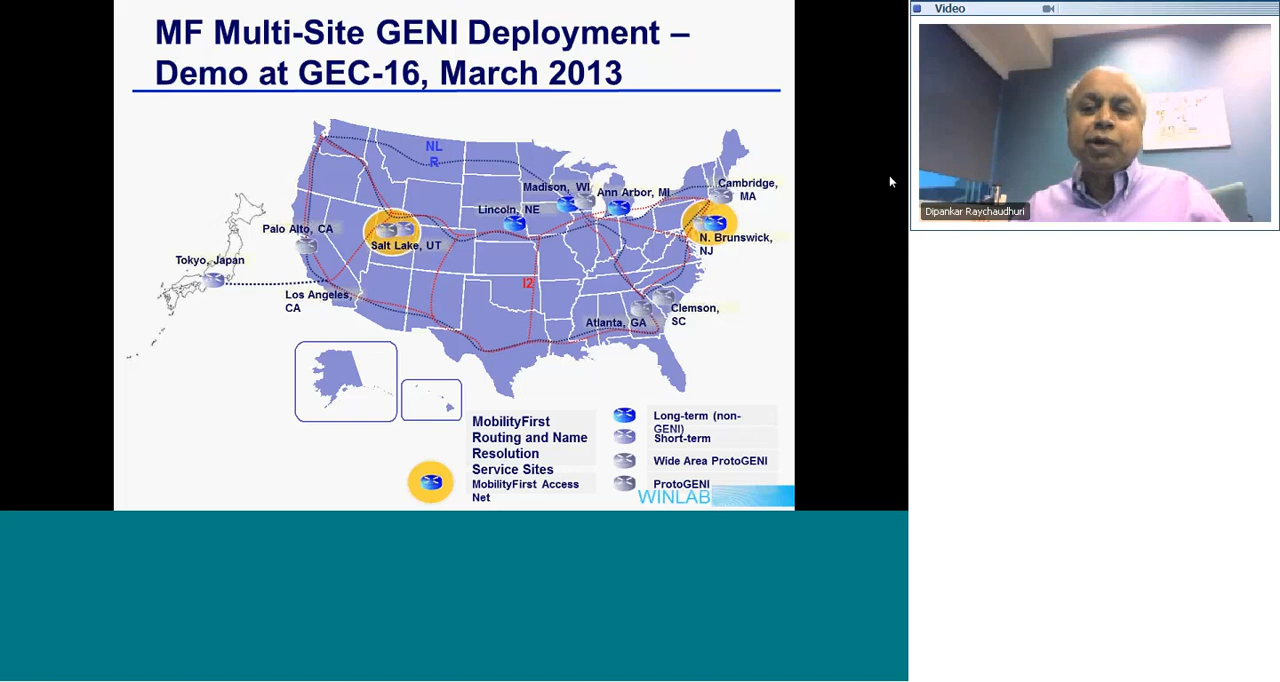 MF Multi-Site GENI Deployment –
Demo at GEC-16, March 2013
NL
R
Madison, WI
Ann Arbor, MI
Cambridge,
MA
Lincoln, NE
Palo Alto, CA
Salt Lake, UT
N. Brunswick,
NJ
Tokyo, Japan
I2
Los Angeles,
CA
Clemson,
SC
Atlanta, GA
MobilityFirst
Routing and Name
Resolution
Service Sites
MobilityFirst Access
Net
Long-term (non-
GENI)
Short-term
Wide Area ProtoGENI
ProtoGENI
WINLAB
Video
Dipankar Raychaudhuri